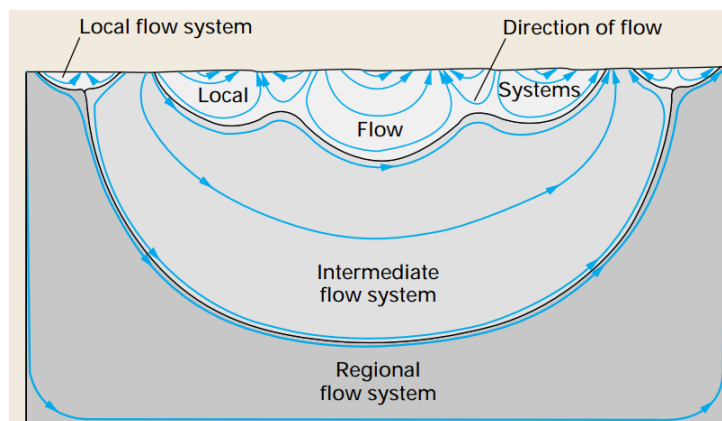 Local flow system
Direction of flow
Local
Flow
Systems
Intermediate
flow system
Regional
flow system